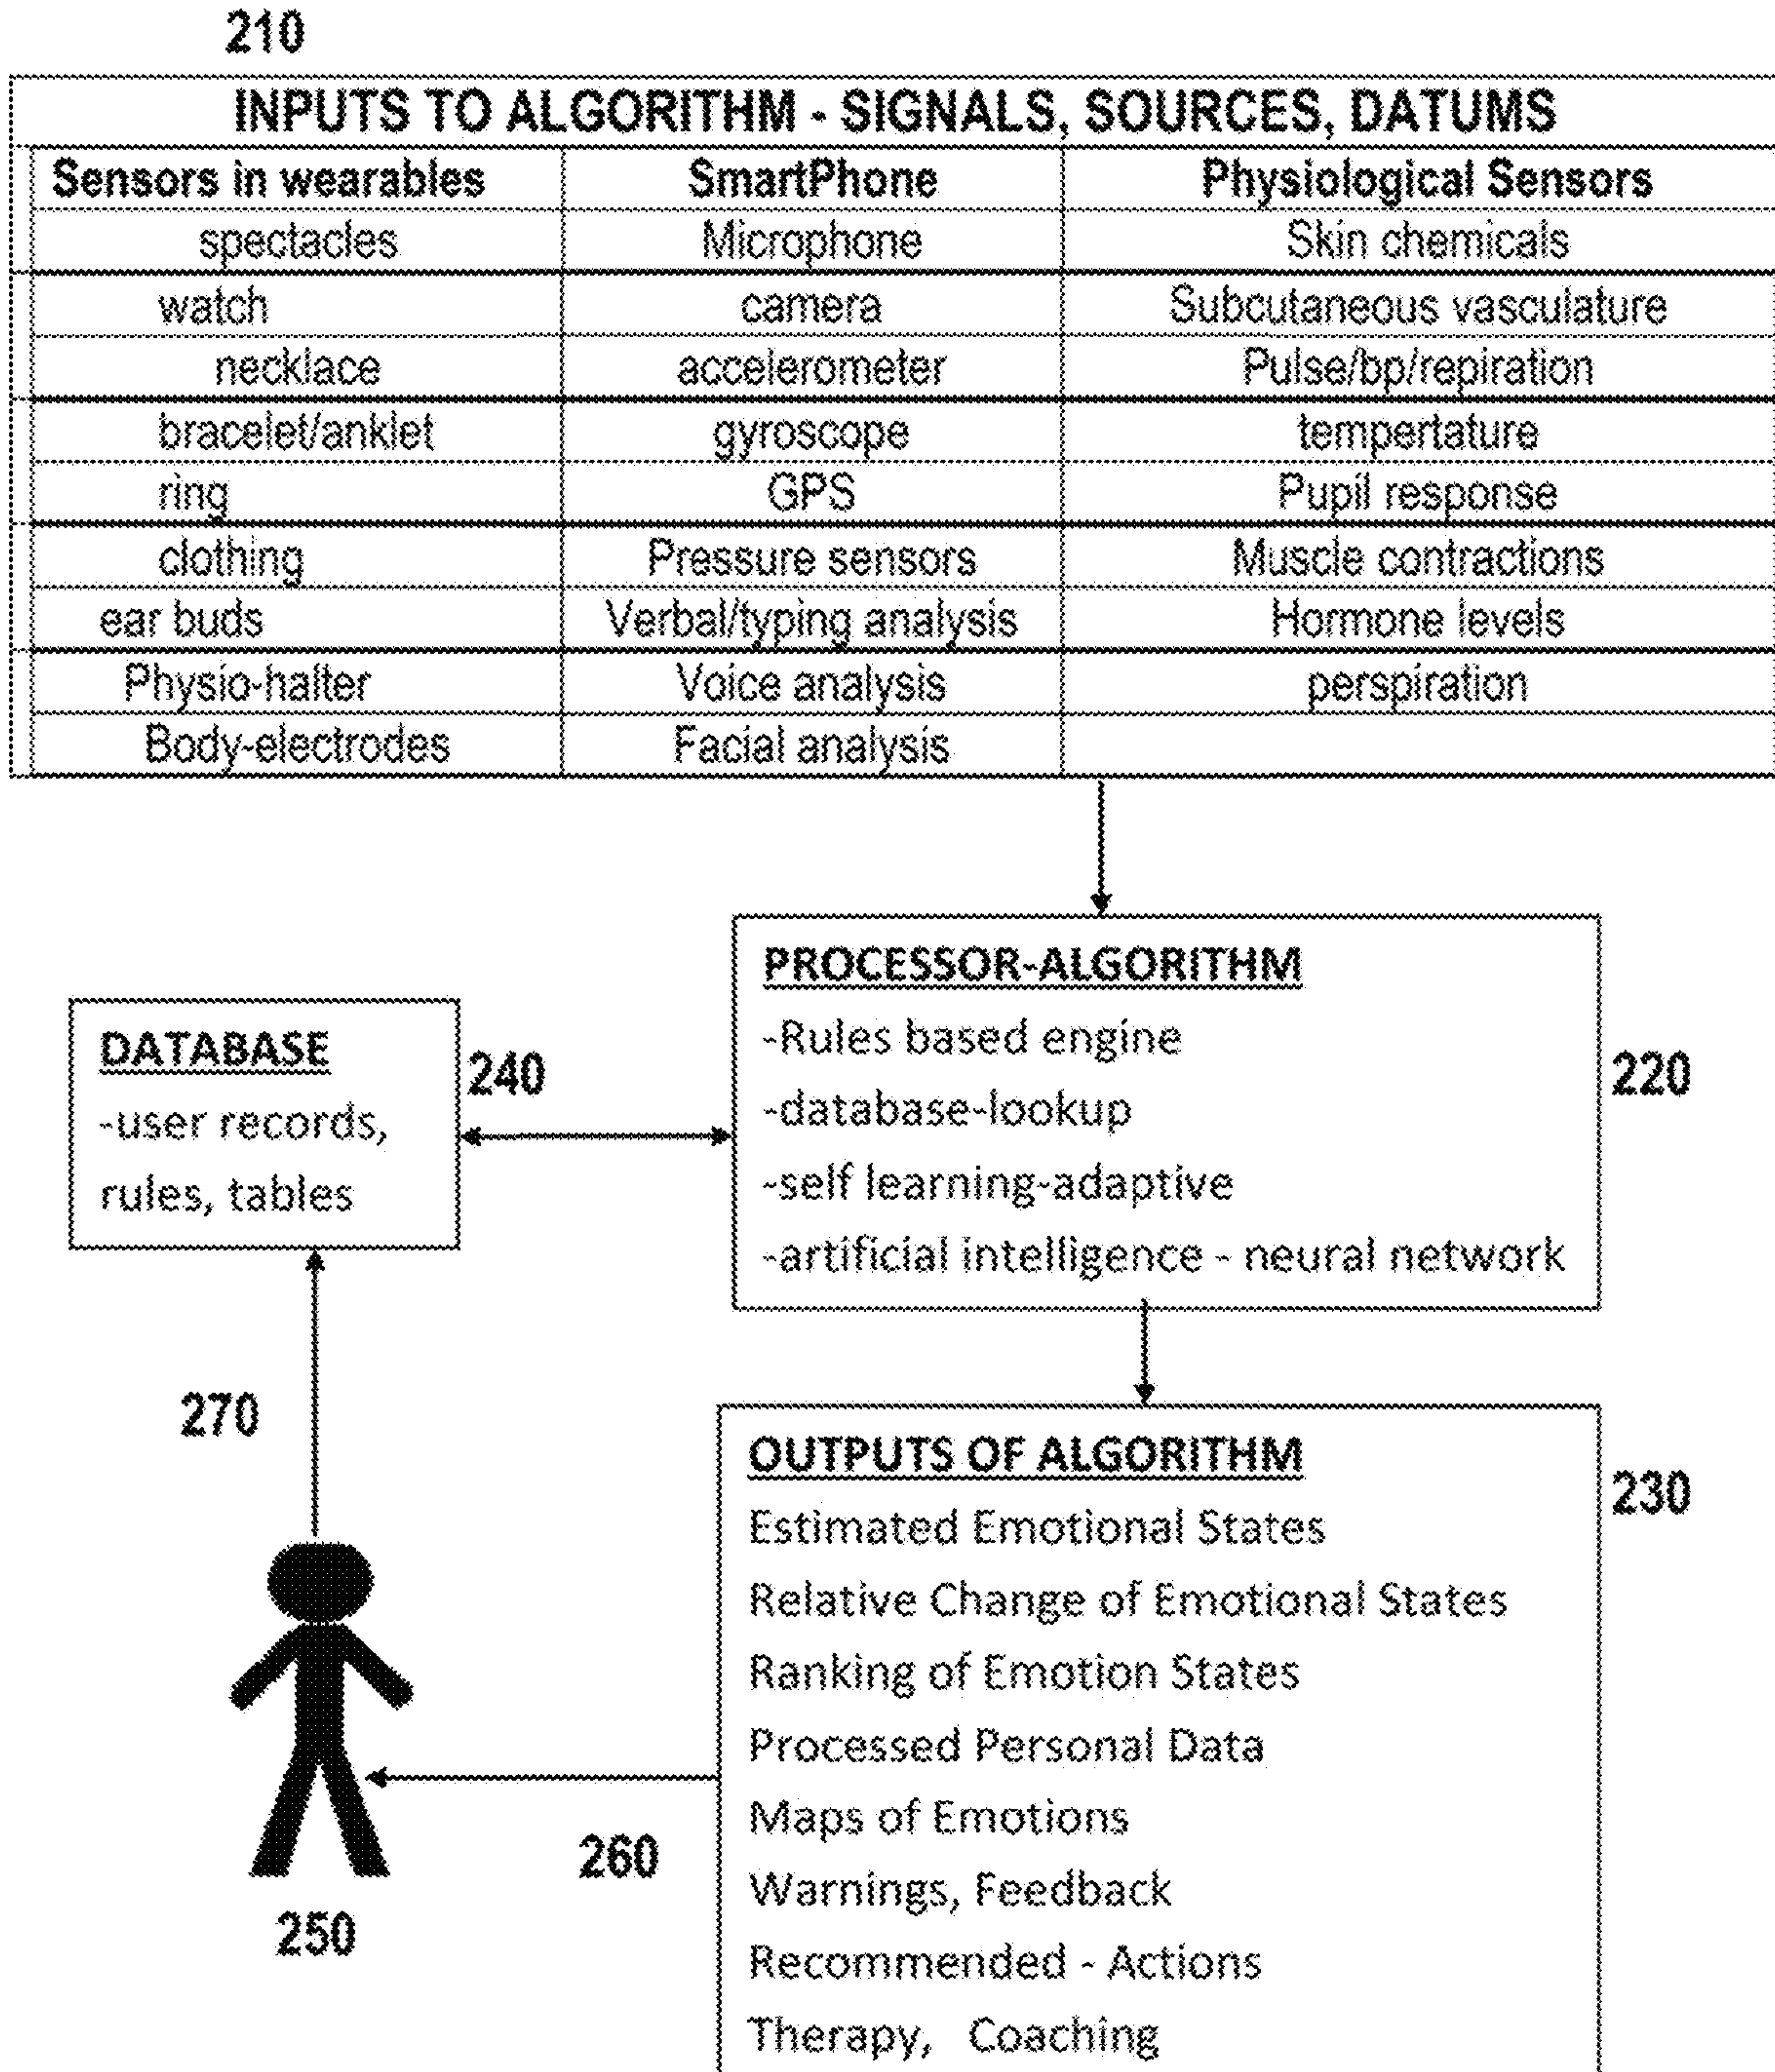 210
INPUTS TO ALGORITHM - SIGNALS, SOURCES, DATUMS
Sensors in wearables SmartPhone Physiological Sensors
spectacles Microphone Skin chemicals
watch camera Subcutaneous vasculature
necklace accelerometer Pulse/bp/repiration
bracelet/anklet gyroscope tempertature
ring GPS Pupil response
clothing Pressure sensors Muscle contractions
ear buds Verbal/typing analysis Hormone levels
Physio-halter Voice analysis perspiration
Body-electrodes Facial analysis
PROCESSOR-ALGORITHM
-Rules based engine
-database-lookup
-self learning-adaptive
-artificial intelligence - neural network
220
DATABASE
-user records,
rules, tables
240
270
OUTPUTS OF ALGORITHM
Estimated Emotional States
Relative Change of Emotional States
Ranking of Emotion States
Processed Personal Data
Maps of Emotions
Warnings, Feedback
Recommended - Actions
Therapy, Coaching
230
260
250